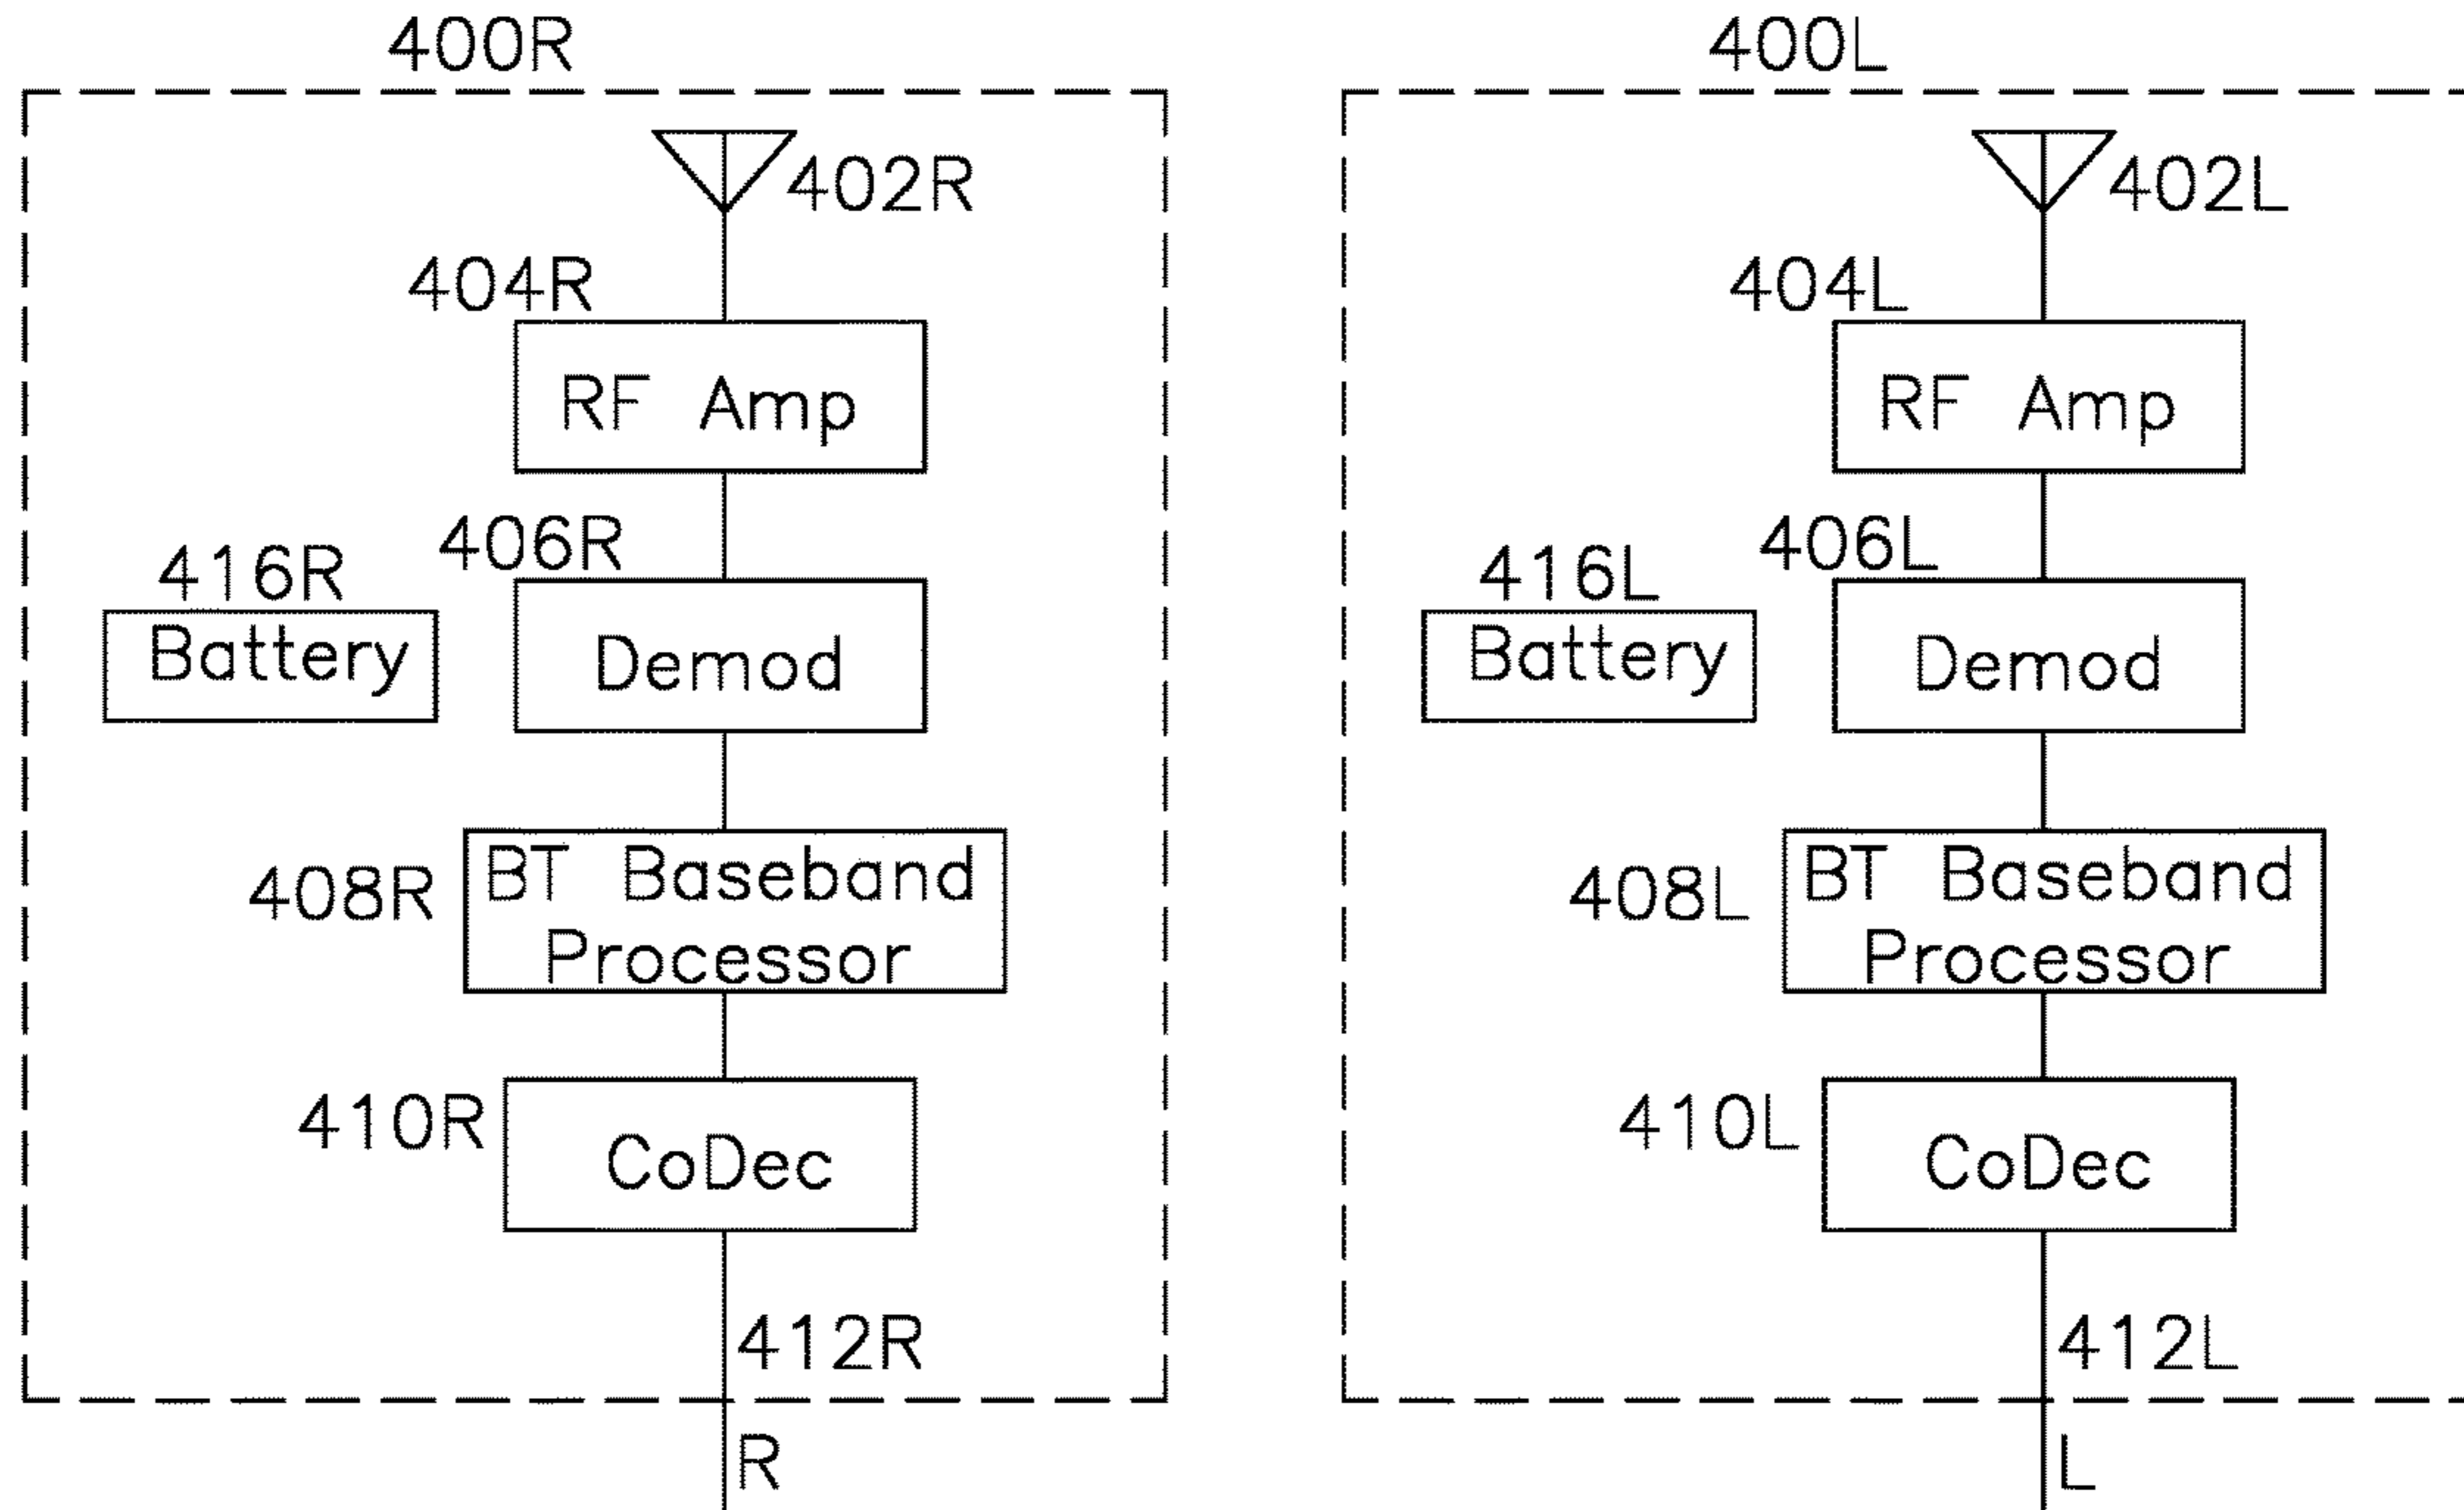 400R
402R
404R
RF Amp
406R
416R
Battery
Demod
408R
BT Baseband
Processor
410R
CoDec
412R
R
400L
402L
404L
RF Amp
406L
416L
Battery
Demod
408L
BT Baseband
Processor
410L
CoDec
412L
L